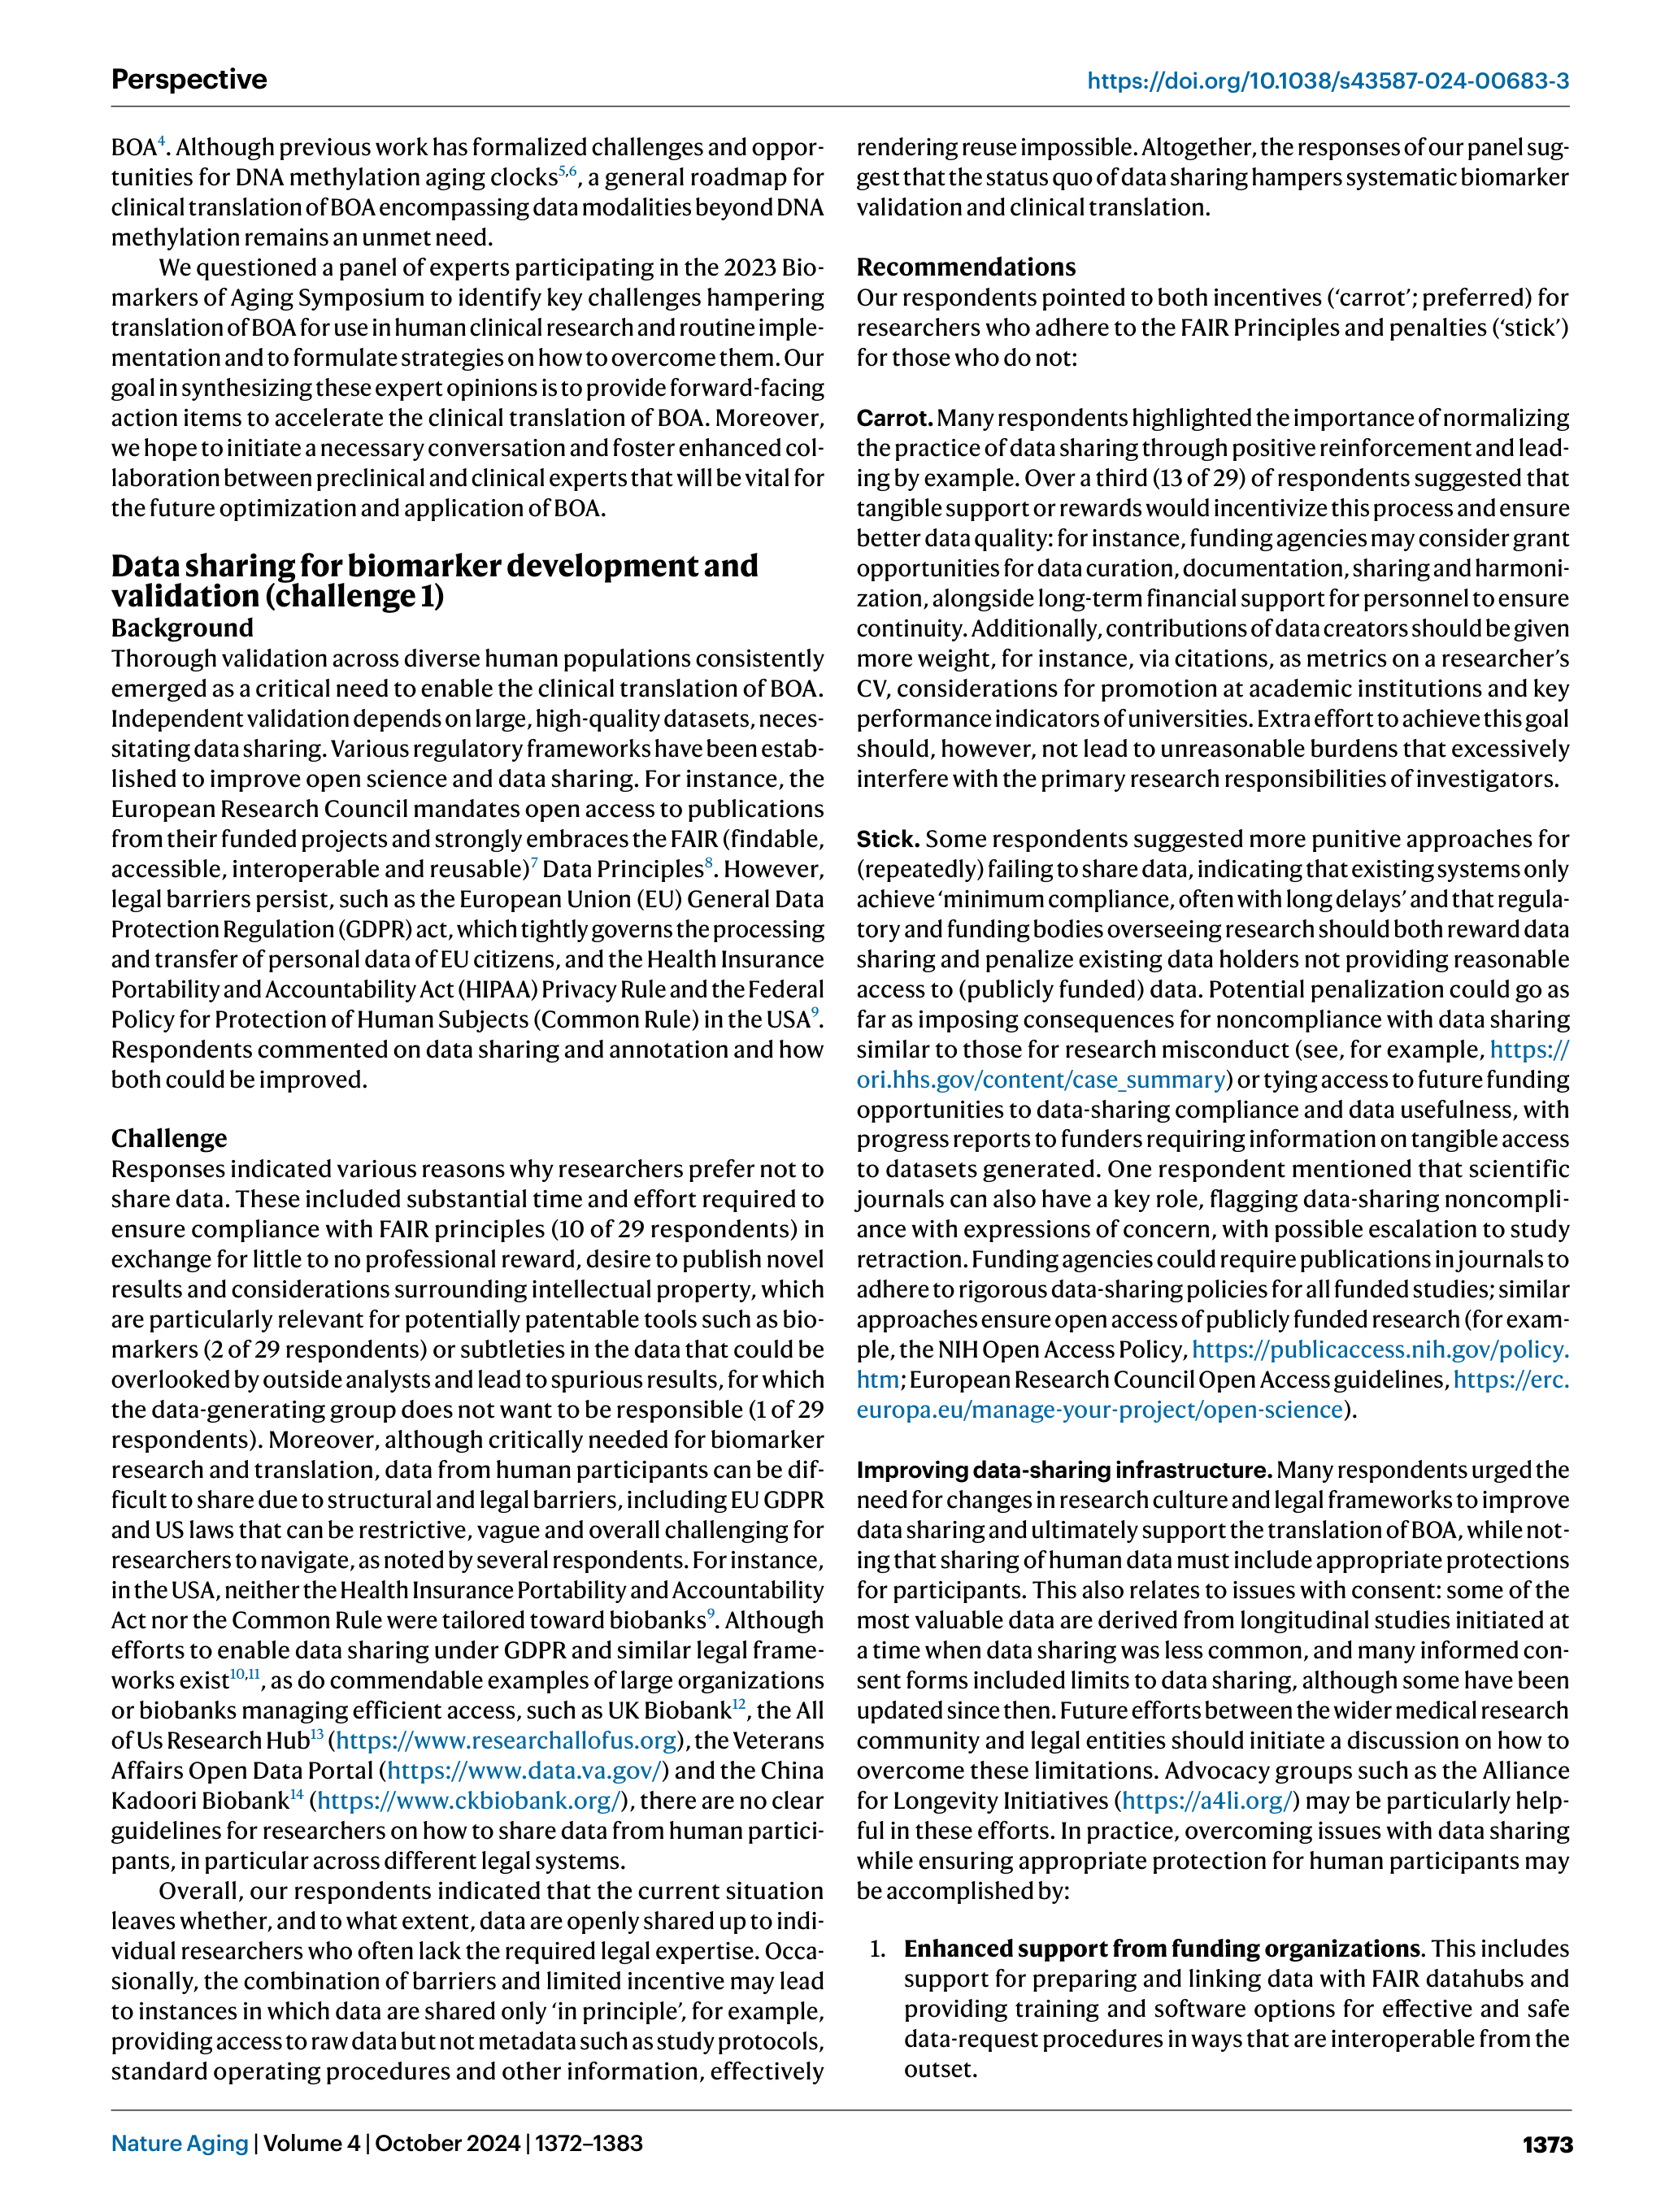 Perspective
https://doi.org/10.1038/s43587-024-00683-3
BOA4. Although previous work has formalized challenges and oppor-
tunities for DNA methylation aging clocks5,6, a general roadmap for
clinical translation of BOA encompassing data modalities beyond DNA
methylation remains an unmet need.
We questioned a panel of experts participating in the 2023 Bio-
markers of Aging Symposium to identify key challenges hampering
translation of BOA for use in human clinical research and routine imple-
mentation and to formulate strategies on how to overcome them. Our
goal in synthesizing these expert opinions is to provide forward-facing
action items to accelerate the clinical translation of BOA. Moreover,
we hope to initiate a necessary conversation and foster enhanced col-
laboration between preclinical and clinical experts that will be vital for
the future optimization and application of BOA.
Data sharing for biomarker development and
validation (challenge 1)
Background
Thorough validation across diverse human populations consistently
emerged as a critical need to enable the clinical translation of BOA.
Independent validation depends on large, high-quality datasets, neces-
sitating data sharing. Various regulatory frameworks have been estab-
lished to improve open science and data sharing. For instance, the
European Research Council mandates open access to publications
from their funded projects and strongly embraces the FAIR (findable,
accessible, interoperable and reusable)7 Data Principles8. However,
legal barriers persist, such as the European Union (EU) General Data
Protection Regulation (GDPR) act, which tightly governs the processing
and transfer of personal data of EU citizens, and the Health Insurance
Portability and Accountability Act (HIPAA) Privacy Rule and the Federal
Policy for Protection of Human Subjects (Common Rule) in the USA9.
Respondents commented on data sharing and annotation and how
both could be improved.
Challenge
Responses indicated various reasons why researchers prefer not to
share data. These included substantial time and effort required to
ensure compliance with FAIR principles (10 of 29 respondents) in
exchange for little to no professional reward, desire to publish novel
results and considerations surrounding intellectual property, which
are particularly relevant for potentially patentable tools such as bio-
markers (2 of 29 respondents) or subtleties in the data that could be
overlooked by outside analysts and lead to spurious results, for which
the data-generating group does not want to be responsible (1 of 29
respondents). Moreover, although critically needed for biomarker
research and translation, data from human participants can be dif-
ficult to share due to structural and legal barriers, including EU GDPR
and US laws that can be restrictive, vague and overall challenging for
researchers to navigate, as noted by several respondents. For instance,
in the USA, neither the Health Insurance Portability and Accountability
Act nor the Common Rule were tailored toward biobanks9. Although
efforts to enable data sharing under GDPR and similar legal frame-
works exist10,11, as do commendable examples of large organizations
or biobanks managing efficient access, such as UK Biobank12, the All
of Us Research Hub13 (https://www.researchallofus.org), the Veterans
Affairs Open Data Portal (https://www.data.va.gov/) and the China
Kadoori Biobank14 (https://www.ckbiobank.org/), there are no clear
guidelines for researchers on how to share data from human partici-
pants, in particular across different legal systems.
Overall, our respondents indicated that the current situation
leaves whether, and to what extent, data are openly shared up to indi-
vidual researchers who often lack the required legal expertise. Occa-
sionally, the combination of barriers and limited incentive may lead
to instances in which data are shared only ‘in principle’, for example,
providing access to raw data but not metadata such as study protocols,
standard operating procedures and other information, effectively
rendering reuse impossible. Altogether, the responses of our panel sug-
gest that the status quo of data sharing hampers systematic biomarker
validation and clinical translation.
Recommendations
Our respondents pointed to both incentives (‘carrot’; preferred) for
researchers who adhere to the FAIR Principles and penalties (‘stick’)
for those who do not:
Carrot. Many respondents highlighted the importance of normalizing
the practice of data sharing through positive reinforcement and lead-
ing by example. Over a third (13 of 29) of respondents suggested that
tangible support or rewards would incentivize this process and ensure
better data quality: for instance, funding agencies may consider grant
opportunities for data curation, documentation, sharing and harmoni-
zation, alongside long-term financial support for personnel to ensure
continuity. Additionally, contributions of data creators should be given
more weight, for instance, via citations, as metrics on a researcher’s
CV, considerations for promotion at academic institutions and key
performance indicators of universities. Extra effort to achieve this goal
should, however, not lead to unreasonable burdens that excessively
interfere with the primary research responsibilities of investigators.
Stick. Some respondents suggested more punitive approaches for
(repeatedly) failing to share data, indicating that existing systems only
achieve ‘minimum compliance, often with long delays’ and that regula-
tory and funding bodies overseeing research should both reward data
sharing and penalize existing data holders not providing reasonable
access to (publicly funded) data. Potential penalization could go as
far as imposing consequences for noncompliance with data sharing
similar to those for research misconduct (see, for example, https://
ori.hhs.gov/content/case_summary) or tying access to future funding
opportunities to data-sharing compliance and data usefulness, with
progress reports to funders requiring information on tangible access
to datasets generated. One respondent mentioned that scientific
journals can also have a key role, flagging data-sharing noncompli-
ance with expressions of concern, with possible escalation to study
retraction. Funding agencies could require publications in journals to
adhere to rigorous data-sharing policies for all funded studies; similar
approaches ensure open access of publicly funded research (for exam-
ple, the NIH Open Access Policy, https://publicaccess.nih.gov/policy.
htm; European Research Council Open Access guidelines, https://erc.
europa.eu/manage-your-project/open-science).
Improving data-sharing infrastructure. Many respondents urged the
need for changes in research culture and legal frameworks to improve
data sharing and ultimately support the translation of BOA, while not-
ing that sharing of human data must include appropriate protections
for participants. This also relates to issues with consent: some of the
most valuable data are derived from longitudinal studies initiated at
a time when data sharing was less common, and many informed con-
sent forms included limits to data sharing, although some have been
updated since then. Future efforts between the wider medical research
community and legal entities should initiate a discussion on how to
overcome these limitations. Advocacy groups such as the Alliance
for Longevity Initiatives (https://a4li.org/) may be particularly help-
ful in these efforts. In practice, overcoming issues with data sharing
while ensuring appropriate protection for human participants may
be accomplished by:
1. Enhanced support from funding organizations. This includes
support for preparing and linking data with FAIR datahubs and
providing training and software options for effective and safe
data-request procedures in ways that are interoperable from the
outset.
Nature Aging | Volume 4 | October 2024 | 1372–1383
1373